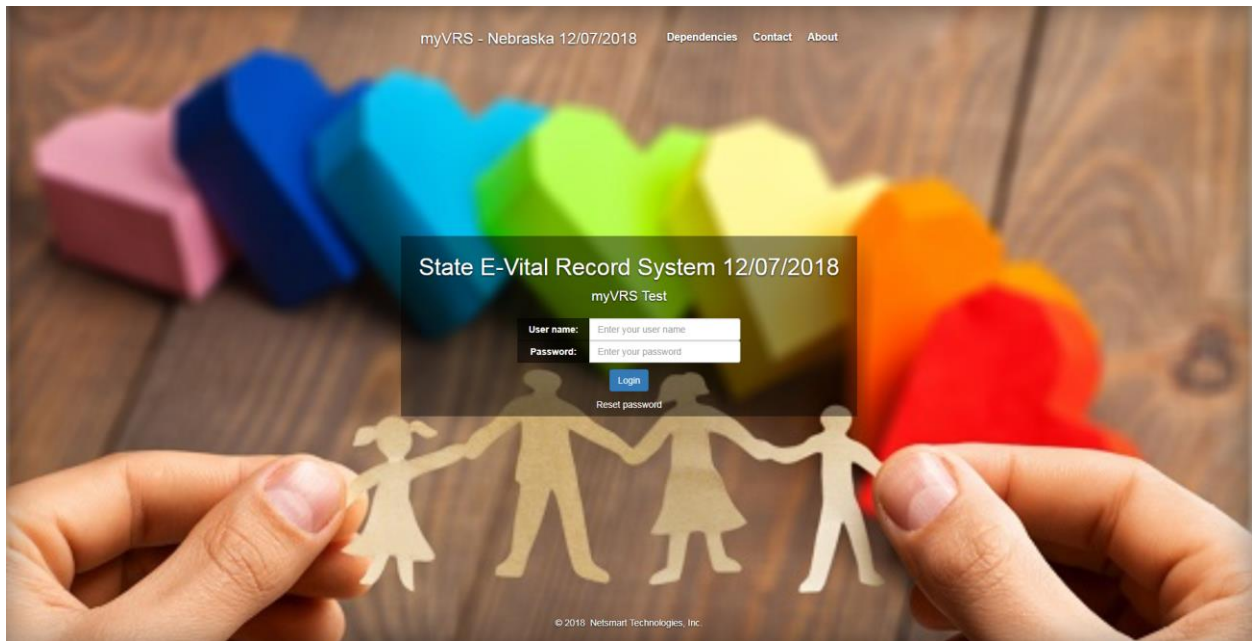 myVRS - Nebraska 12/07/2018 Dependencies Contact About
State E-Vital Record System 12/07/2018
myVRS Test
User name: Enter your user name
Password: Enter your password
Login
Reset password
© 2018 Netsmart Technologies, Inc.